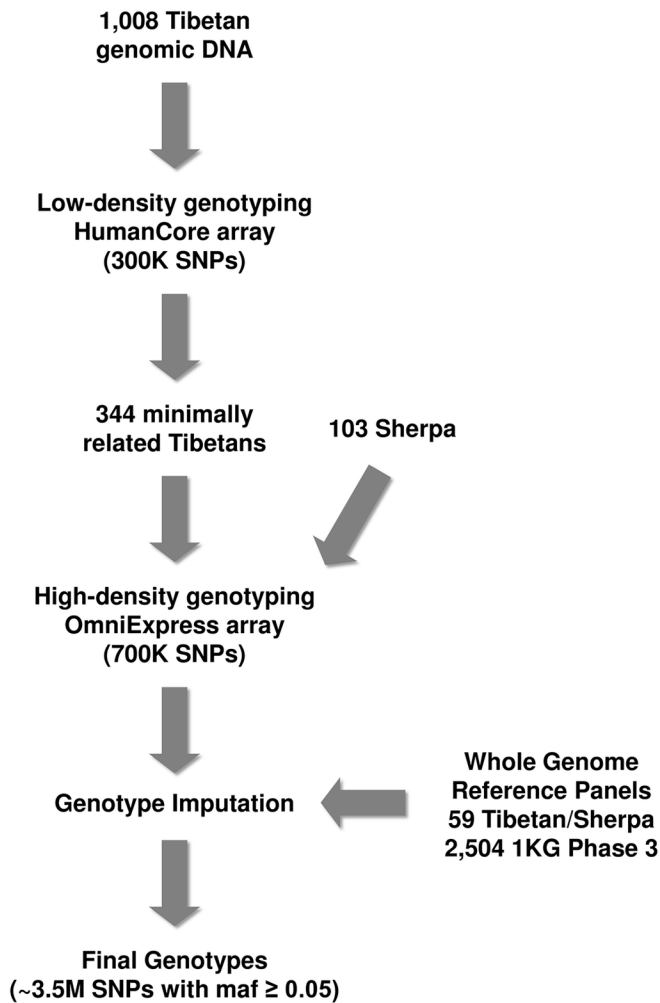 1,008 Tibetan
genomic DNA
Low-density genotyping
HumanCore array
(300K SNPs)
344 minimally
related Tibetans
103 Sherpa
High-density genotyping
OmniExpress array
(700K SNPs)
Genotype Imputation
Whole Genome
Reference Panels
59 Tibetan/Sherpa
2,504 1KG Phase 3
Final Genotypes
(~3.5M SNPs with maf ≥ 0.05)